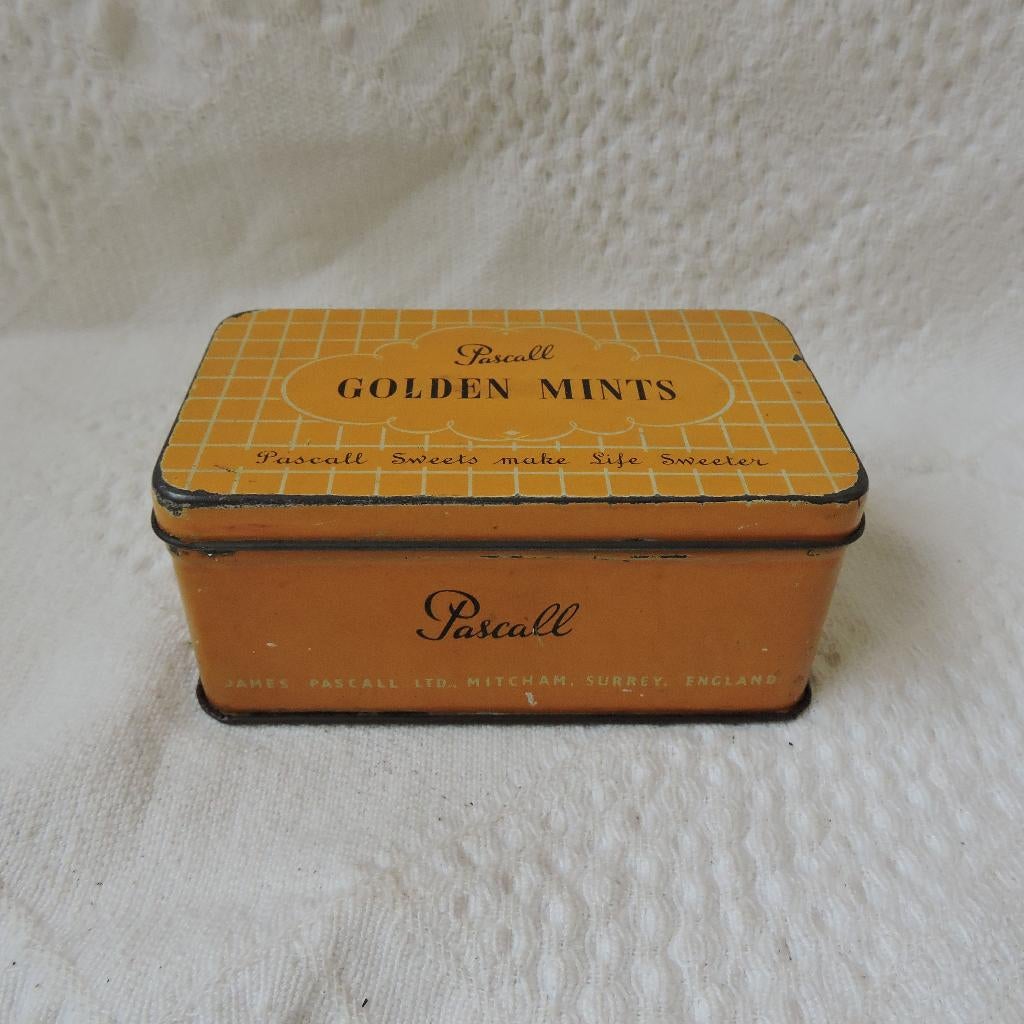 Pascall
GOLDEN MINTS
Pascall Sweets make Life Sweeter
Pascall
JAMES PASCALL LTD., MITCHAM, SURREY, ENGLAND